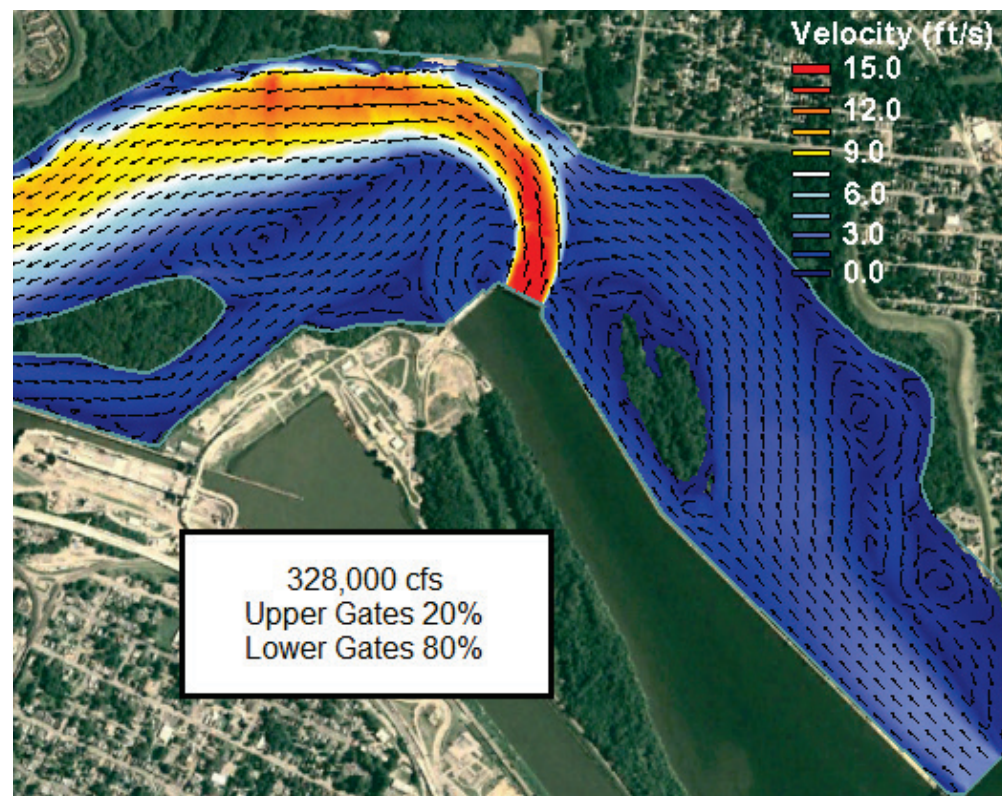 Velocity (ft/s)
15.0
12.0
9.0
6.0
3.0
0.0
328,000 cfs
Upper Gates 20%
Lower Gates 80%